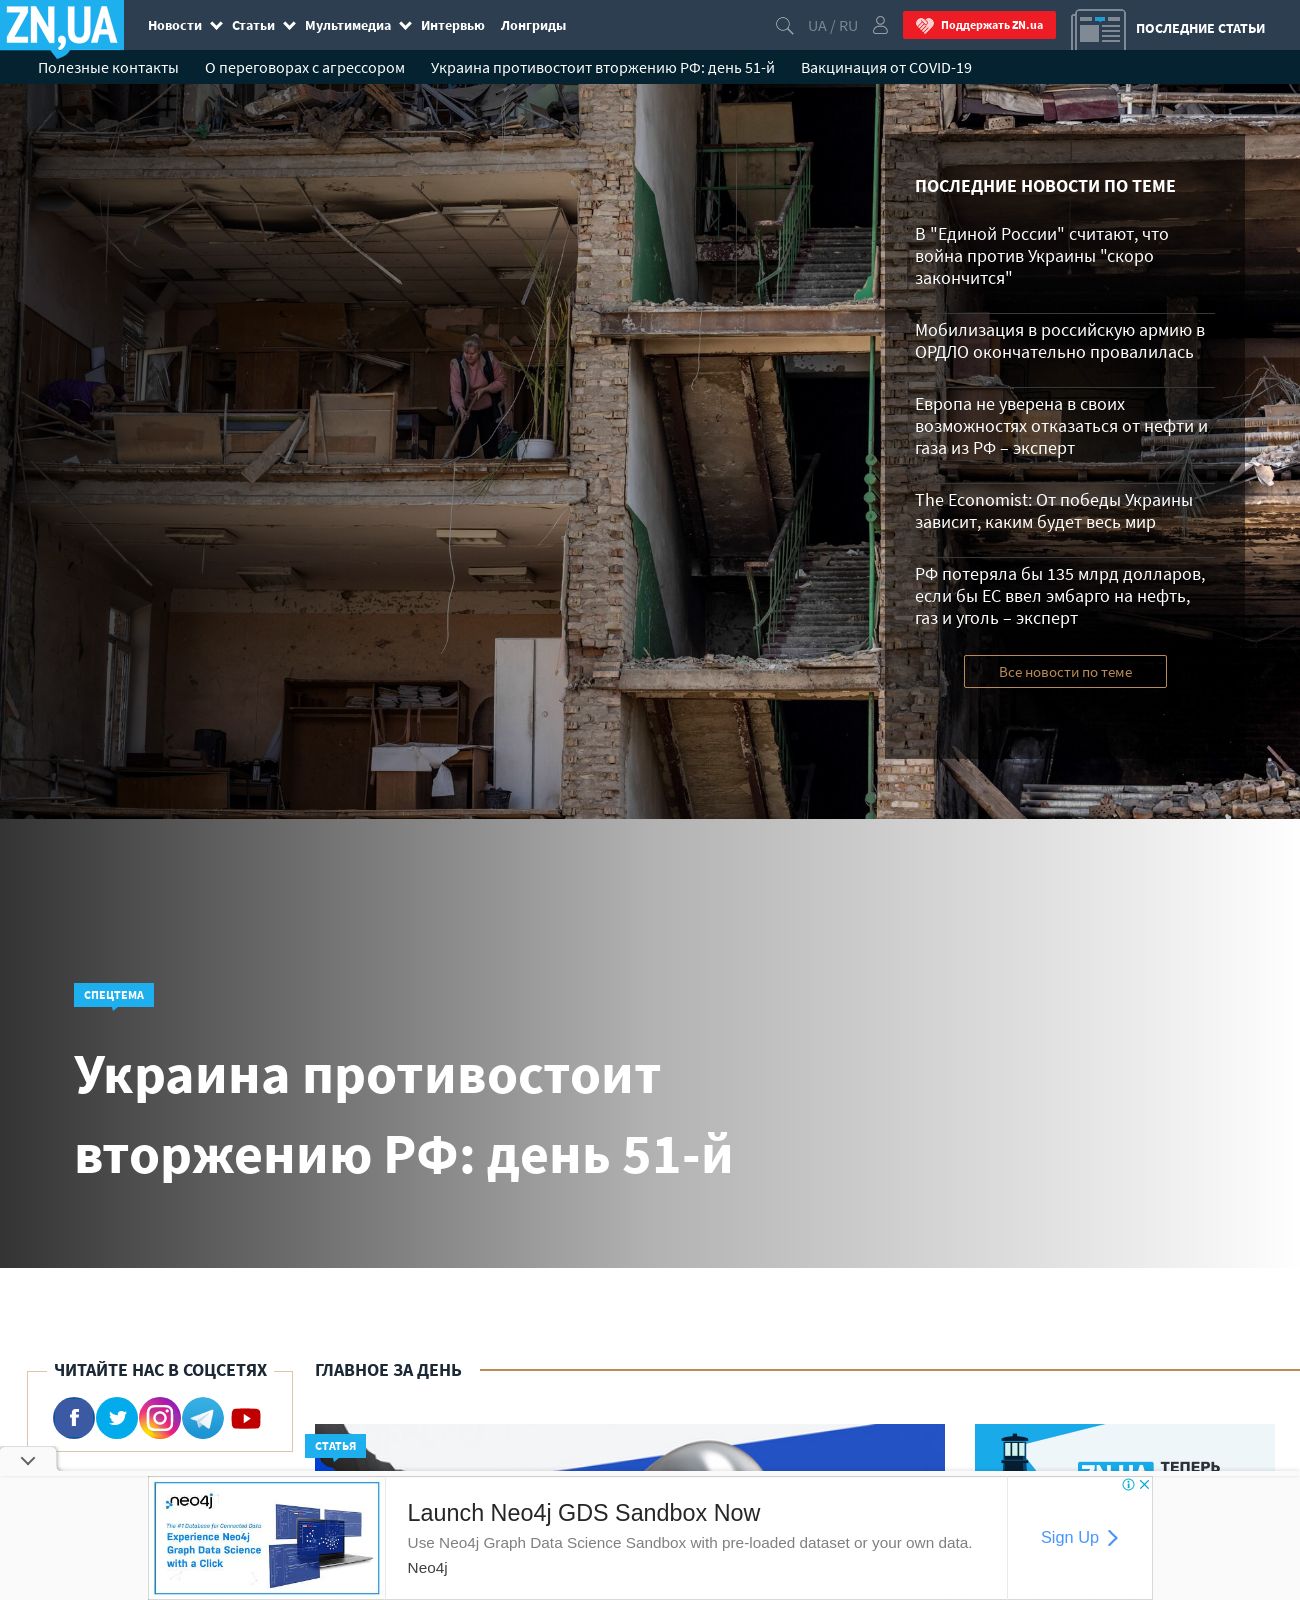 ZN,UA
Новости
Статьи
Мультимедиа
Интервью
Лонгриды
UA / RU
Поддержать ZN.ua
ПОСЛЕДНИЕ СТАТЬИ
Полезные контакты
О переговорах с агрессором
Украина противостоит вторжению РФ: день 51-й
Вакцинация от COVID-19
ПОСЛЕДНИЕ НОВОСТИ ПО ТЕМЕ
В "Единой России" считают, что
война против Украины "скоро
закончится"
Мобилизация в российскую армию в
ОРДЛО окончательно провалилась
Европа не уверена в своих
возможностях отказаться от нефти и
газа из РФ – эксперт
The Economist: От победы Украины
зависит, каким будет весь мир
РФ потеряла бы 135 млрд долларов,
если бы ЕС ввел эмбарго на нефть,
газ и уголь – эксперт
Все новости по теме
СПЕЦТЕМА
Украина противостоит
вторжению РФ: день 51-й
ЧИТАЙТЕ НАС В СОЦСЕТЯХ
ГЛАВНОЕ ЗА ДЕНЬ
СТАТЬЯ
ZN,UA ТЕПЕРЬ
neo4j
The #1 Database for Connected Data
Experience Neo4j
Graph Data Science
with a Click
Launch Neo4j GDS Sandbox Now
Use Neo4j Graph Data Science Sandbox with pre-loaded dataset or your own data.
Neo4j
Sign Up